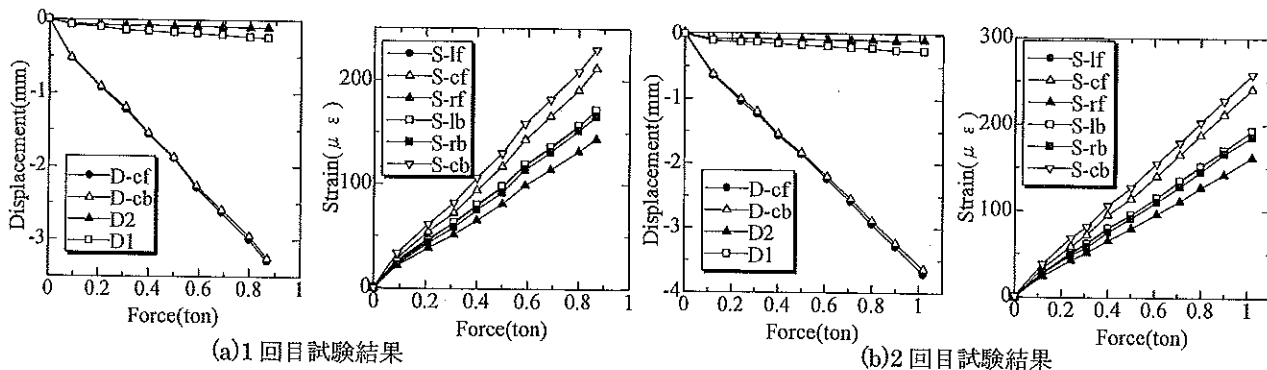 0
-1
-2
-3
Displacement(mm)
D-cf
D-cb
D2
D1
0 0.2 0.4 0.6 0.8 1
Force(ton)
200
100
0
Strain(μ ε)
S-lf
S-cf
S-rf
S-lb
S-rb
S-cb
0 0.2 0.4 0.6 0.8 1
Force(ton)
(a)1 回目試験結果
0
-1
-2
-3
-4
Displacement(mm)
D-cf
D-cb
D2
D1
0 0.2 0.4 0.6 0.8 1
Force(ton)
300
200
100
0
Strain(μ ε)
S-lf
S-cf
S-rf
S-lb
S-rb
S-cb
0 0.2 0.4 0.6 0.8 1
Force(ton)
(b)2 回目試験結果